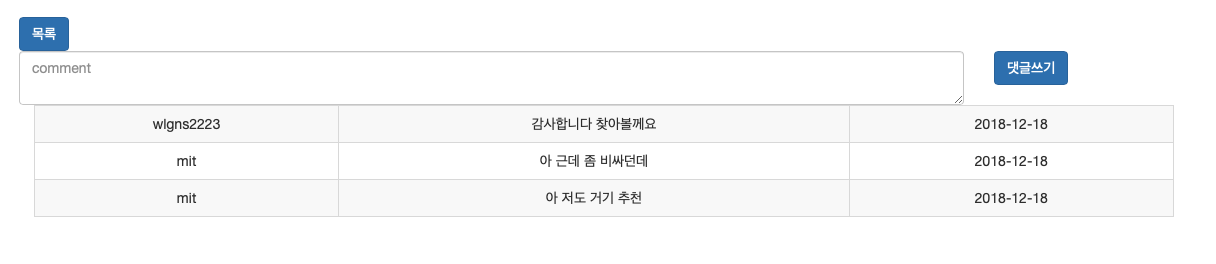 목록
comment
댓글쓰기
wlgns2223 감사합니다 찾아볼께요 2018-12-18
mit 아 근데 좀 비싸던데 2018-12-18
mit 아 저도 거기 추천 2018-12-18